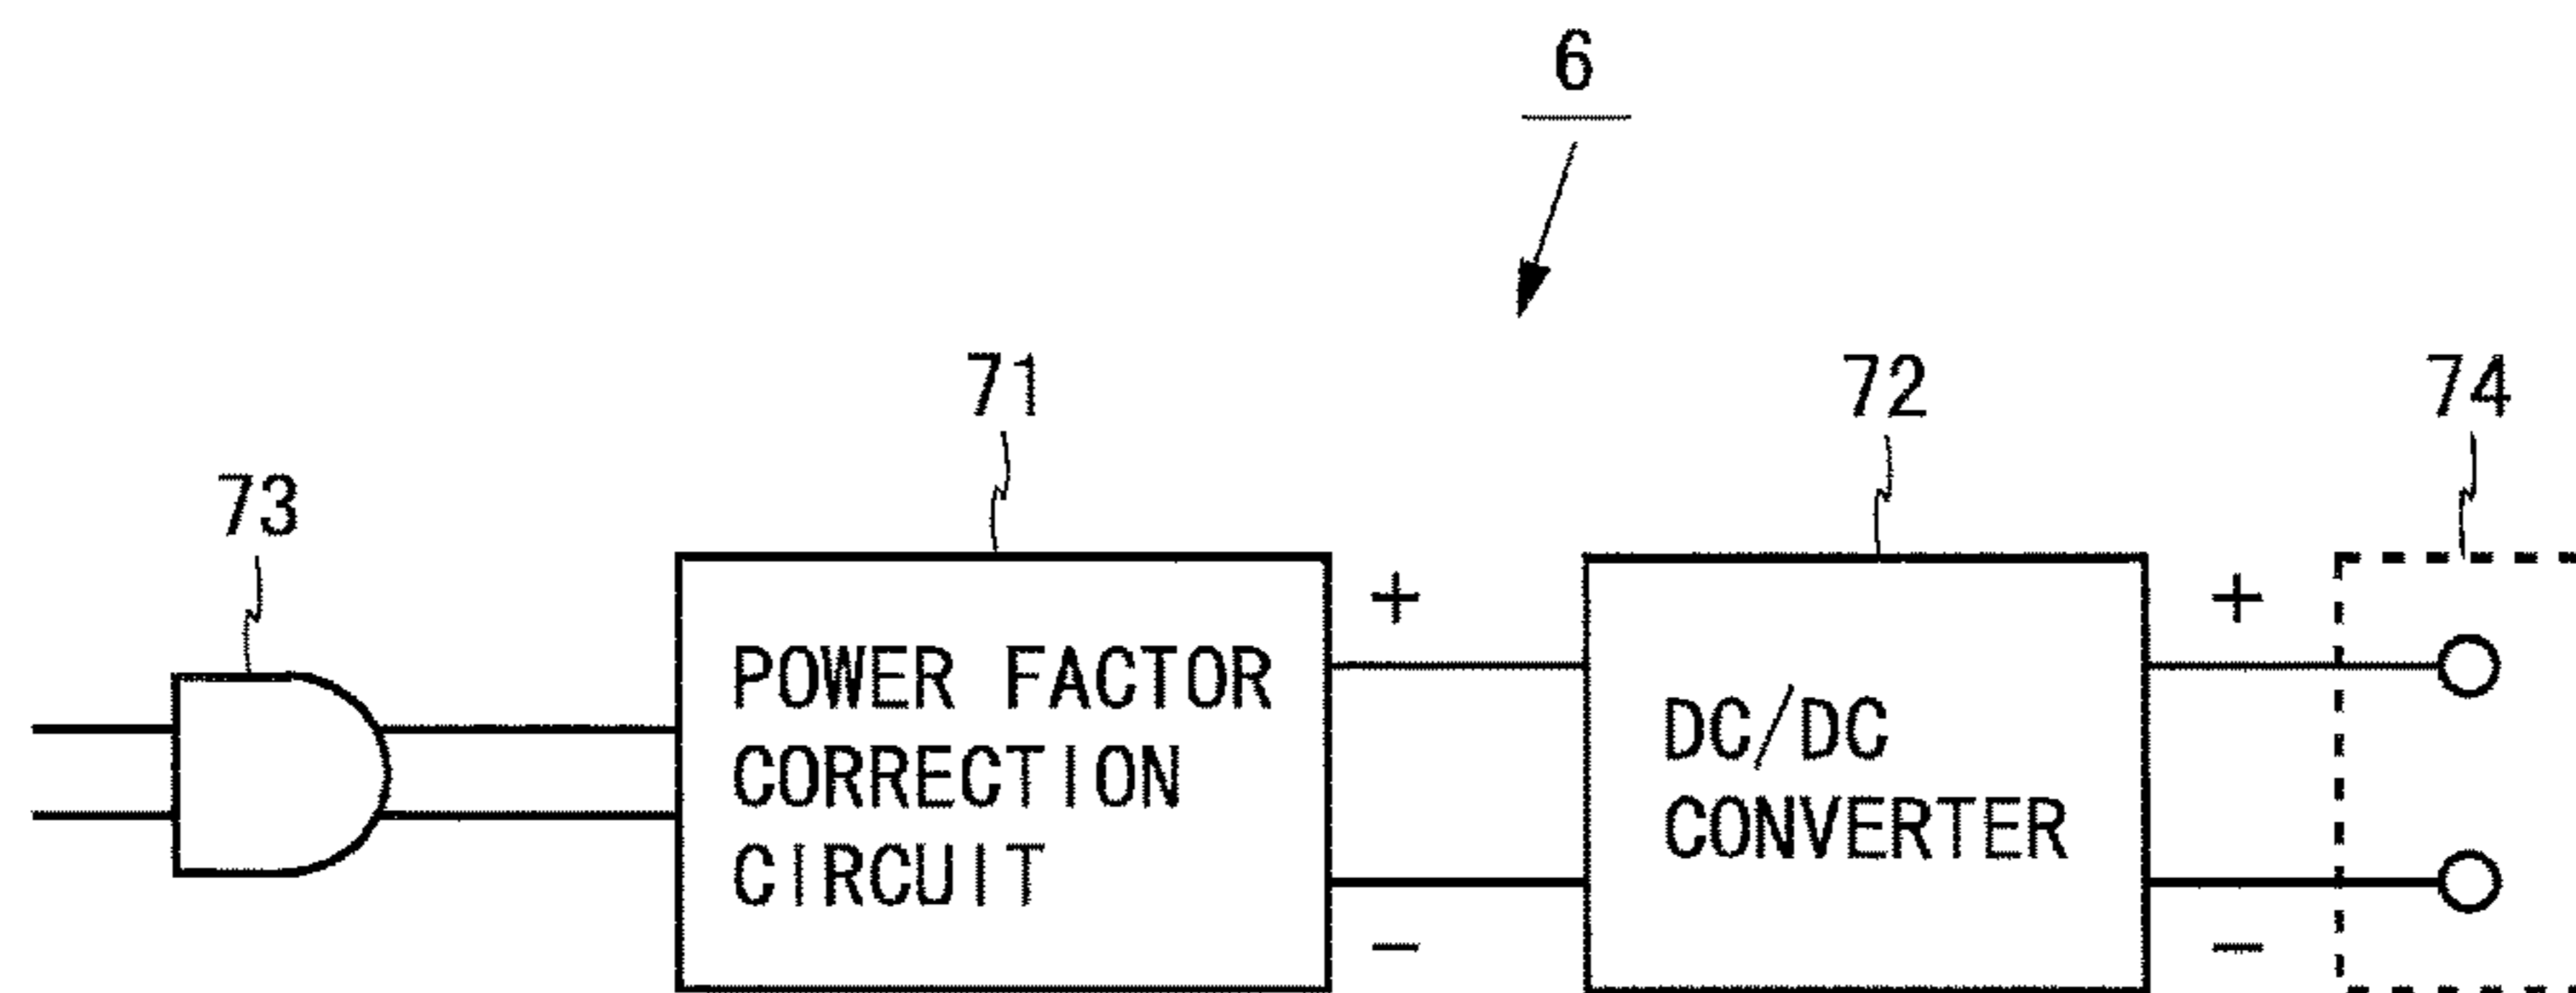 6
71
72
74
73
+
+
POWER FACTOR
CORRECTION
CIRCUIT
DC/DC
CONVERTER
−
−